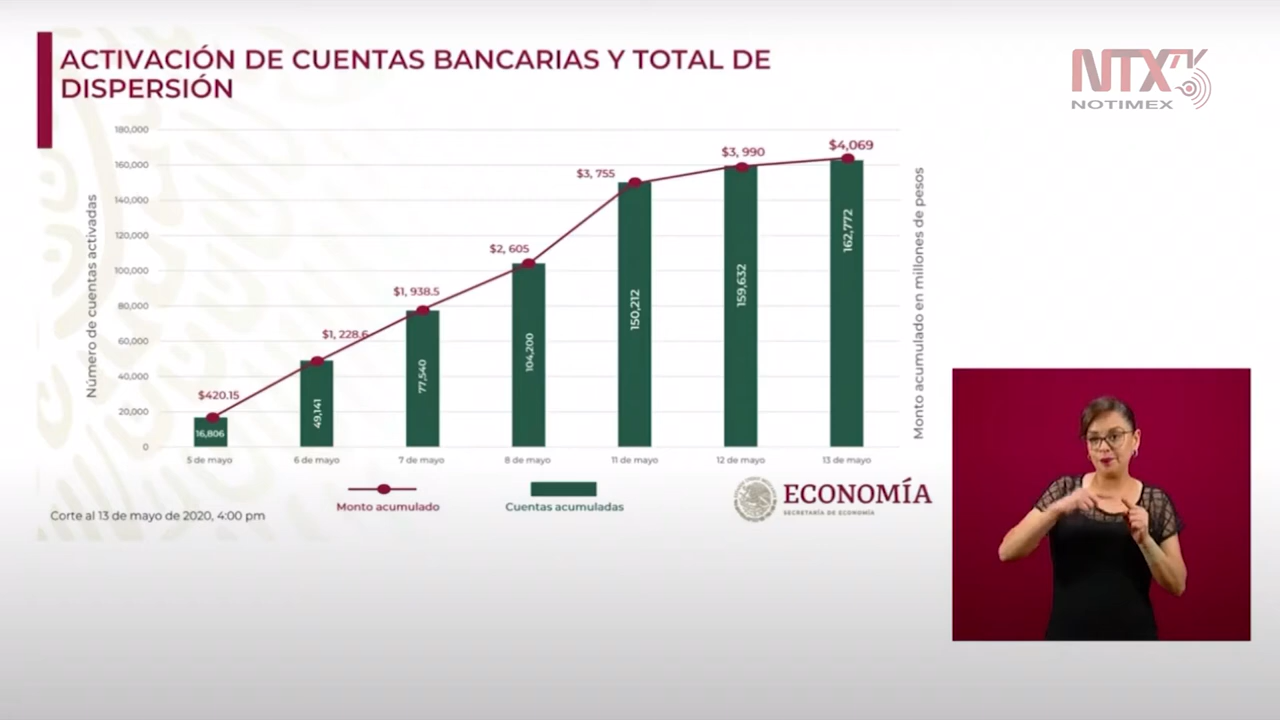 ACTIVACIÓN DE CUENTAS BANCARIAS Y TOTAL DE
DISPERSIÓN
NTX
NOTIMEX
Número de cuentas activadas
180,000
160,000
140,000
120,000
100,000
80,000
60,000
40,000
20,000
0
$420.15
$1, 228.6
$1, 938.5
$2, 605
$3, 755
$3, 990
$4,069
16,806
49,141
77,540
104,200
150,212
159,632
162,772
5 de mayo
6 de mayo
7 de mayo
8 de mayo
11 de mayo
12 de mayo
13 de mayo
Monto acumulado en millones de pesos
Monto acumulado
Cuentas acumuladas
Corte al 13 de mayo de 2020, 4:00 pm
ECONOMÍA
SECRETARÍA DE ECONOMÍA